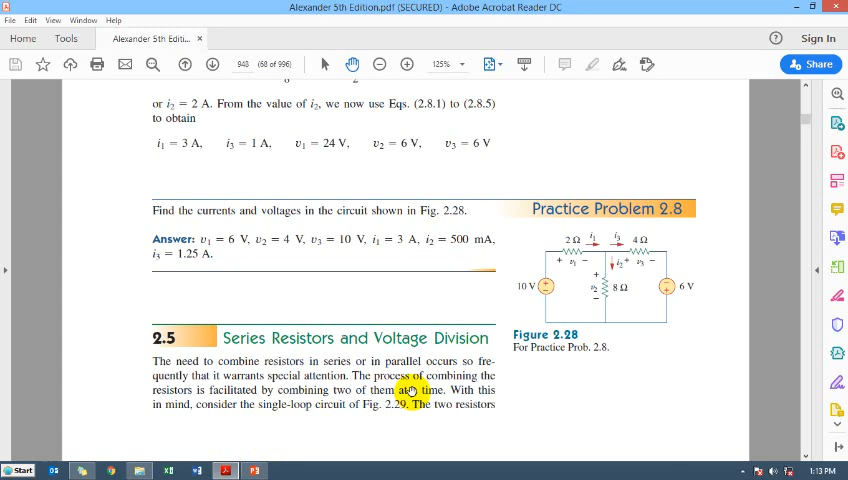 Alexander 5th Edition.pdf (SECURED) - Adobe Acrobat Reader DC
File Edit View Window Help
Home Tools Alexander 5th Editi... × Sign In
948 (68 of 996) 125% Share
or i₂ = 2 A. From the value of i₂, we now use Eqs. (2.8.1) to (2.8.5)
to obtain
i₁ = 3 A, i₃ = 1 A, v₁ = 24 V, v₂ = 6 V, v₃ = 6 V
Find the currents and voltages in the circuit shown in Fig. 2.28.
Answer: v₁ = 6 V, v₂ = 4 V, v₃ = 10 V, i₁ = 3 A, i₂ = 500 mA,
i₃ = 1.25 A.
Practice Problem 2.8
2 Ω i₁ i₃ 4 Ω
+ v₁ − i₂ + v₃ −
+
10 V + − v₂ 8 Ω − + 6 V
−
Figure 2.28
For Practice Prob. 2.8.
2.5 Series Resistors and Voltage Division
The need to combine resistors in series or in parallel occurs so fre-
quently that it warrants special attention. The process of combining the
resistors is facilitated by combining two of them at time. With this
in mind, consider the single-loop circuit of Fig. 2.29. The two resistors
Start 1:13 PM